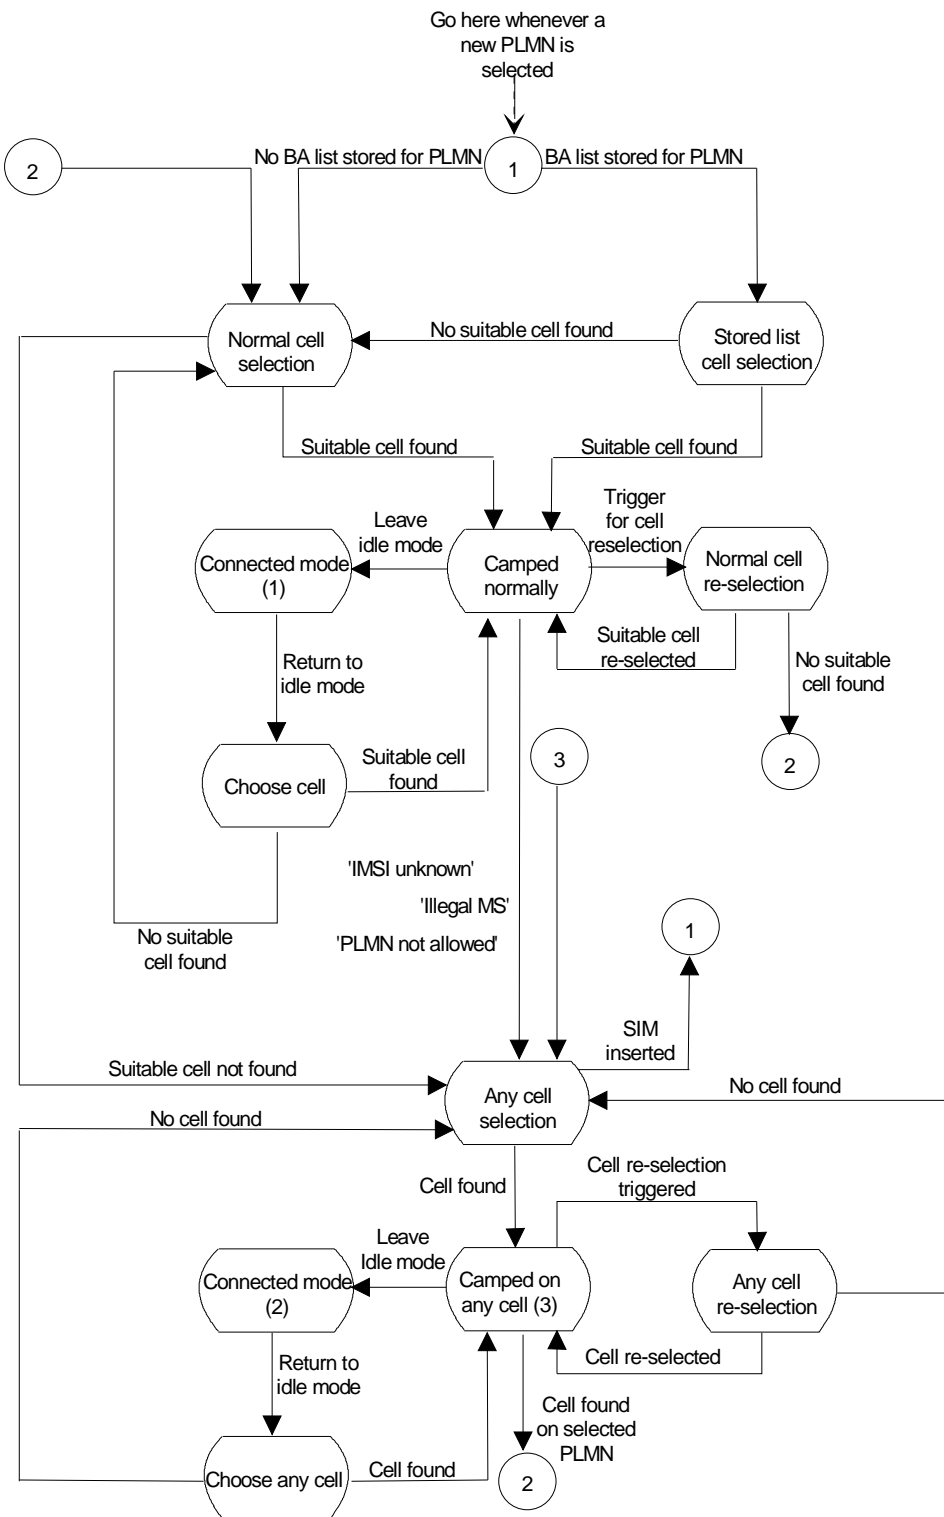 Go here whenever a
new PLMN is
selected
2
No BA list stored for PLMN
1
BA list stored for PLMN
Normal cell
selection
No suitable cell found
Stored list
cell selection
Suitable cell found
Suitable cell found
Leave
idle mode
Trigger
for cell
reselection
Connected mode
(1)
Camped
normally
Normal cell
re-selection
Suitable cell
re-selected
Return to
idle mode
No suitable
cell found
Choose cell
Suitable cell
found
3
2
'IMSI unknown'
'Illegal MS'
'PLMN not allowed'
No suitable
cell found
1
SIM
inserted
Suitable cell not found
Any cell
selection
No cell found
No cell found
Cell found
Cell re-selection
triggered
Leave
Idle mode
Connected mode
(2)
Camped on
any cell (3)
Any cell
re-selection
Return to
idle mode
Cell re-selected
Cell found
on selected
PLMN
Choose any cell
Cell found
2